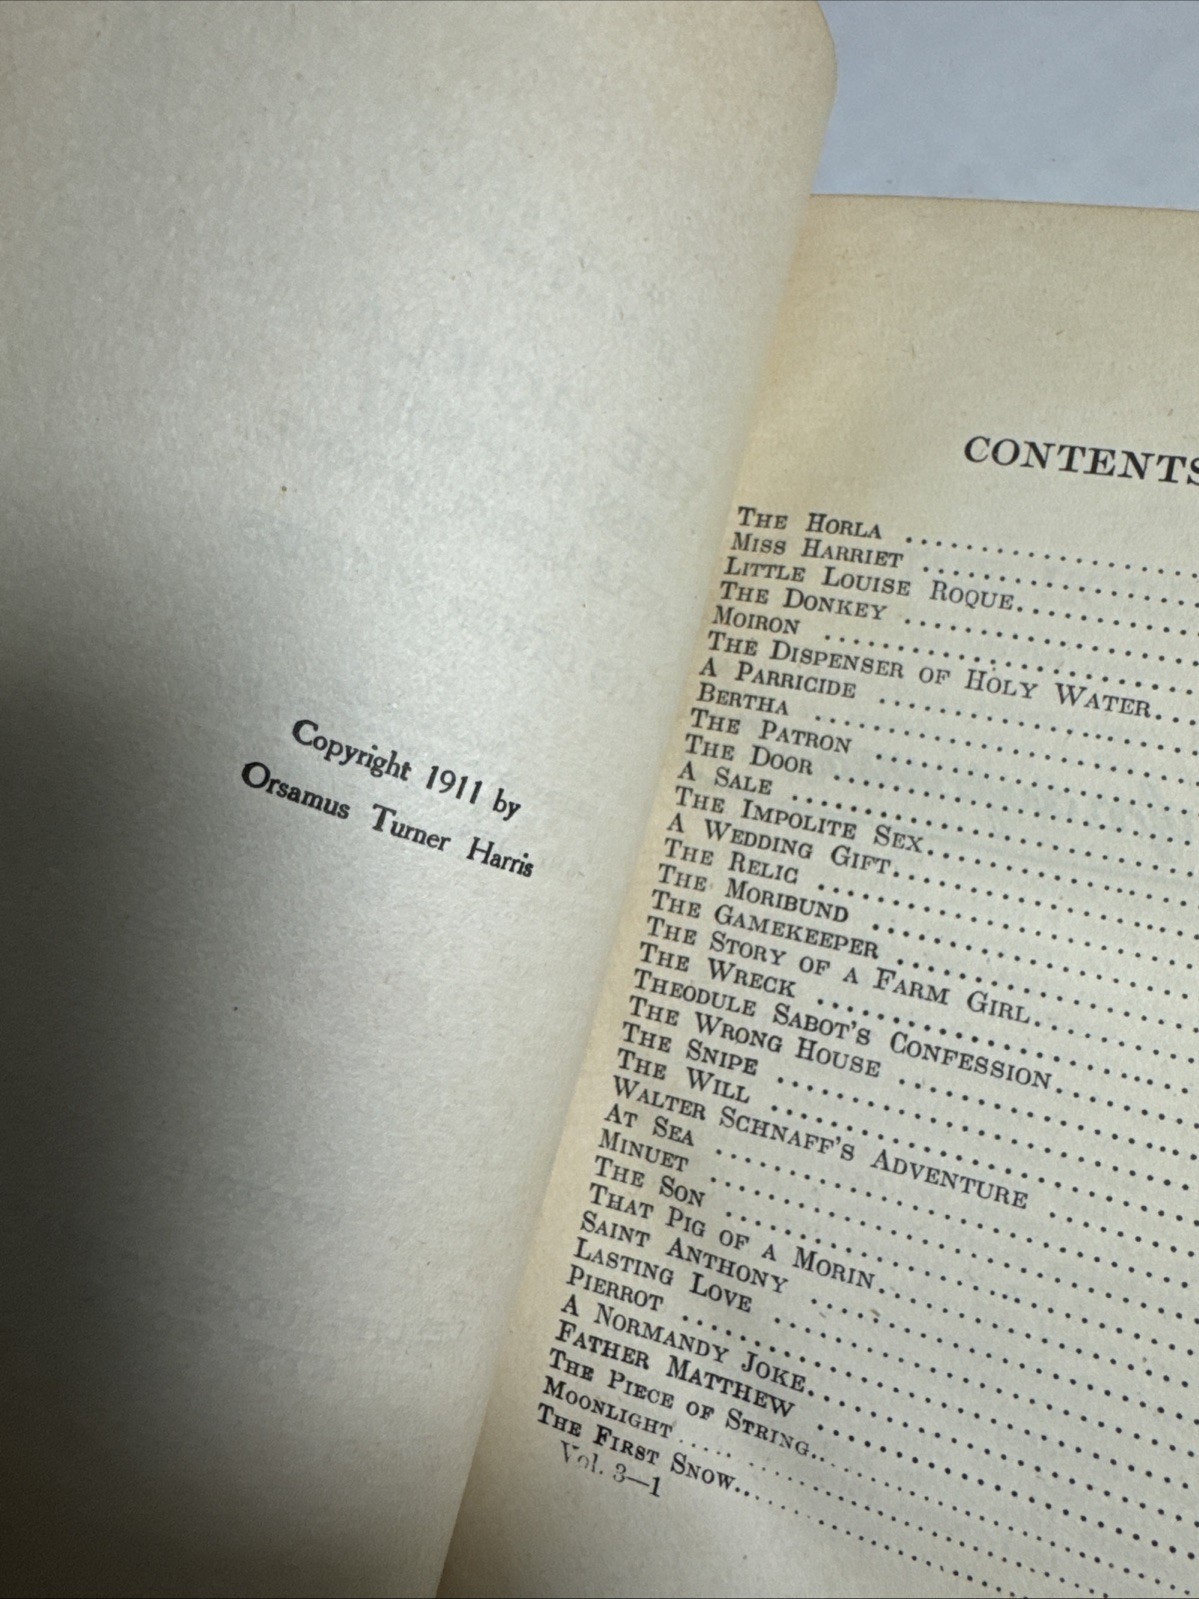 Copyright 1911 by
Orsamus Turner Harris
CONTENTS
THE HORLA
MISS HARRIET
LITTLE LOUISE ROQUE
THE DONKEY
MOIRON
THE DISPENSER OF HOLY WATER
A PARRICIDE
BERTHA
THE PATRON
THE DOOR
A SALE
THE IMPOLITE SEX
A WEDDING GIFT
THE RELIC
THE MORIBUND
THE GAMEKEEPER
THE STORY OF A FARM GIRL
THE WRECK
THEODULE SABOT'S CONFESSION
THE WRONG HOUSE
THE SNIPE
THE WILL
WALTER SCHNAFF'S ADVENTURE
AT SEA
MINUET
THE SON
THAT PIG OF A MORIN
SAINT ANTHONY
LASTING LOVE
PIERROT
A NORMANDY JOKE
FATHER MATTHEW
THE PIECE OF STRING
MOONLIGHT
THE FIRST SNOW
Vol. 3—1